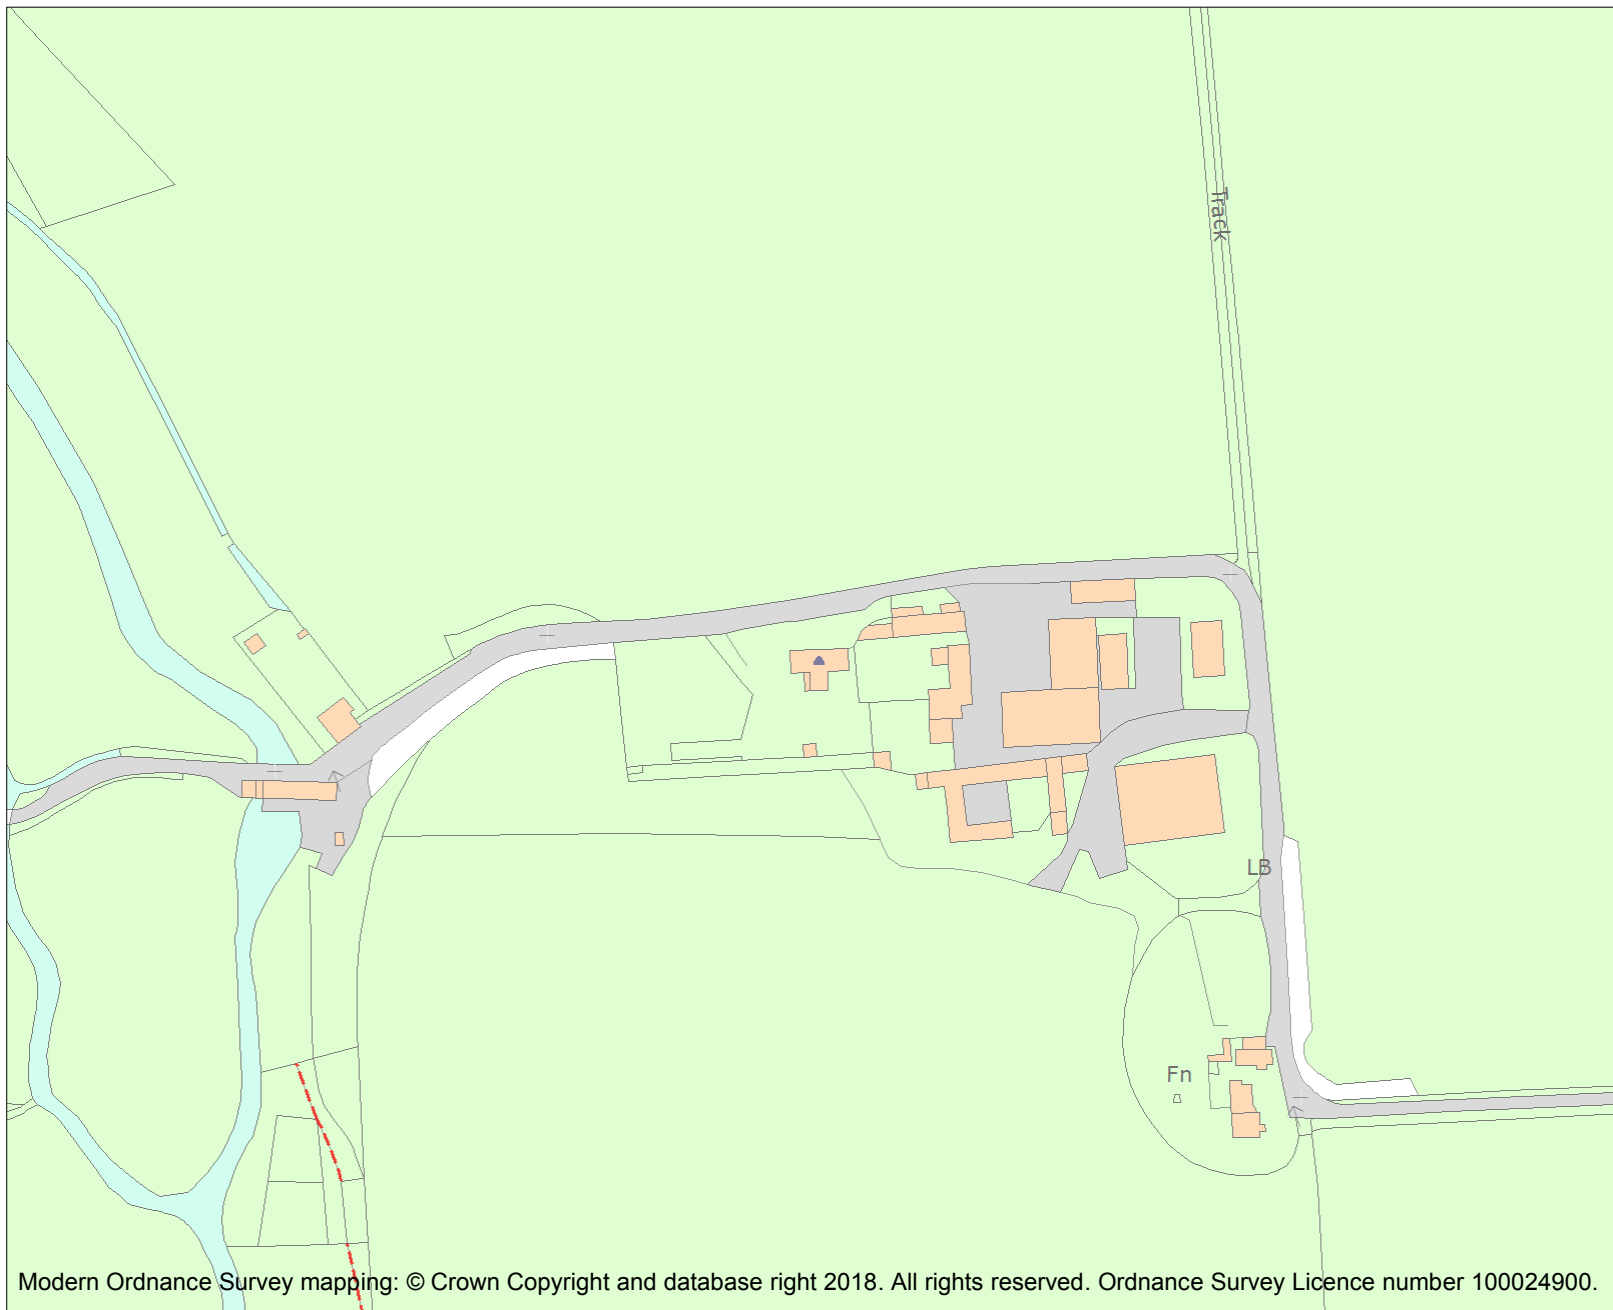 Track
LB
Fn
Modern Ordnance Survey mapping: © Crown Copyright and database right 2018. All rights reserved. Ordnance Survey Licence number 100024900.